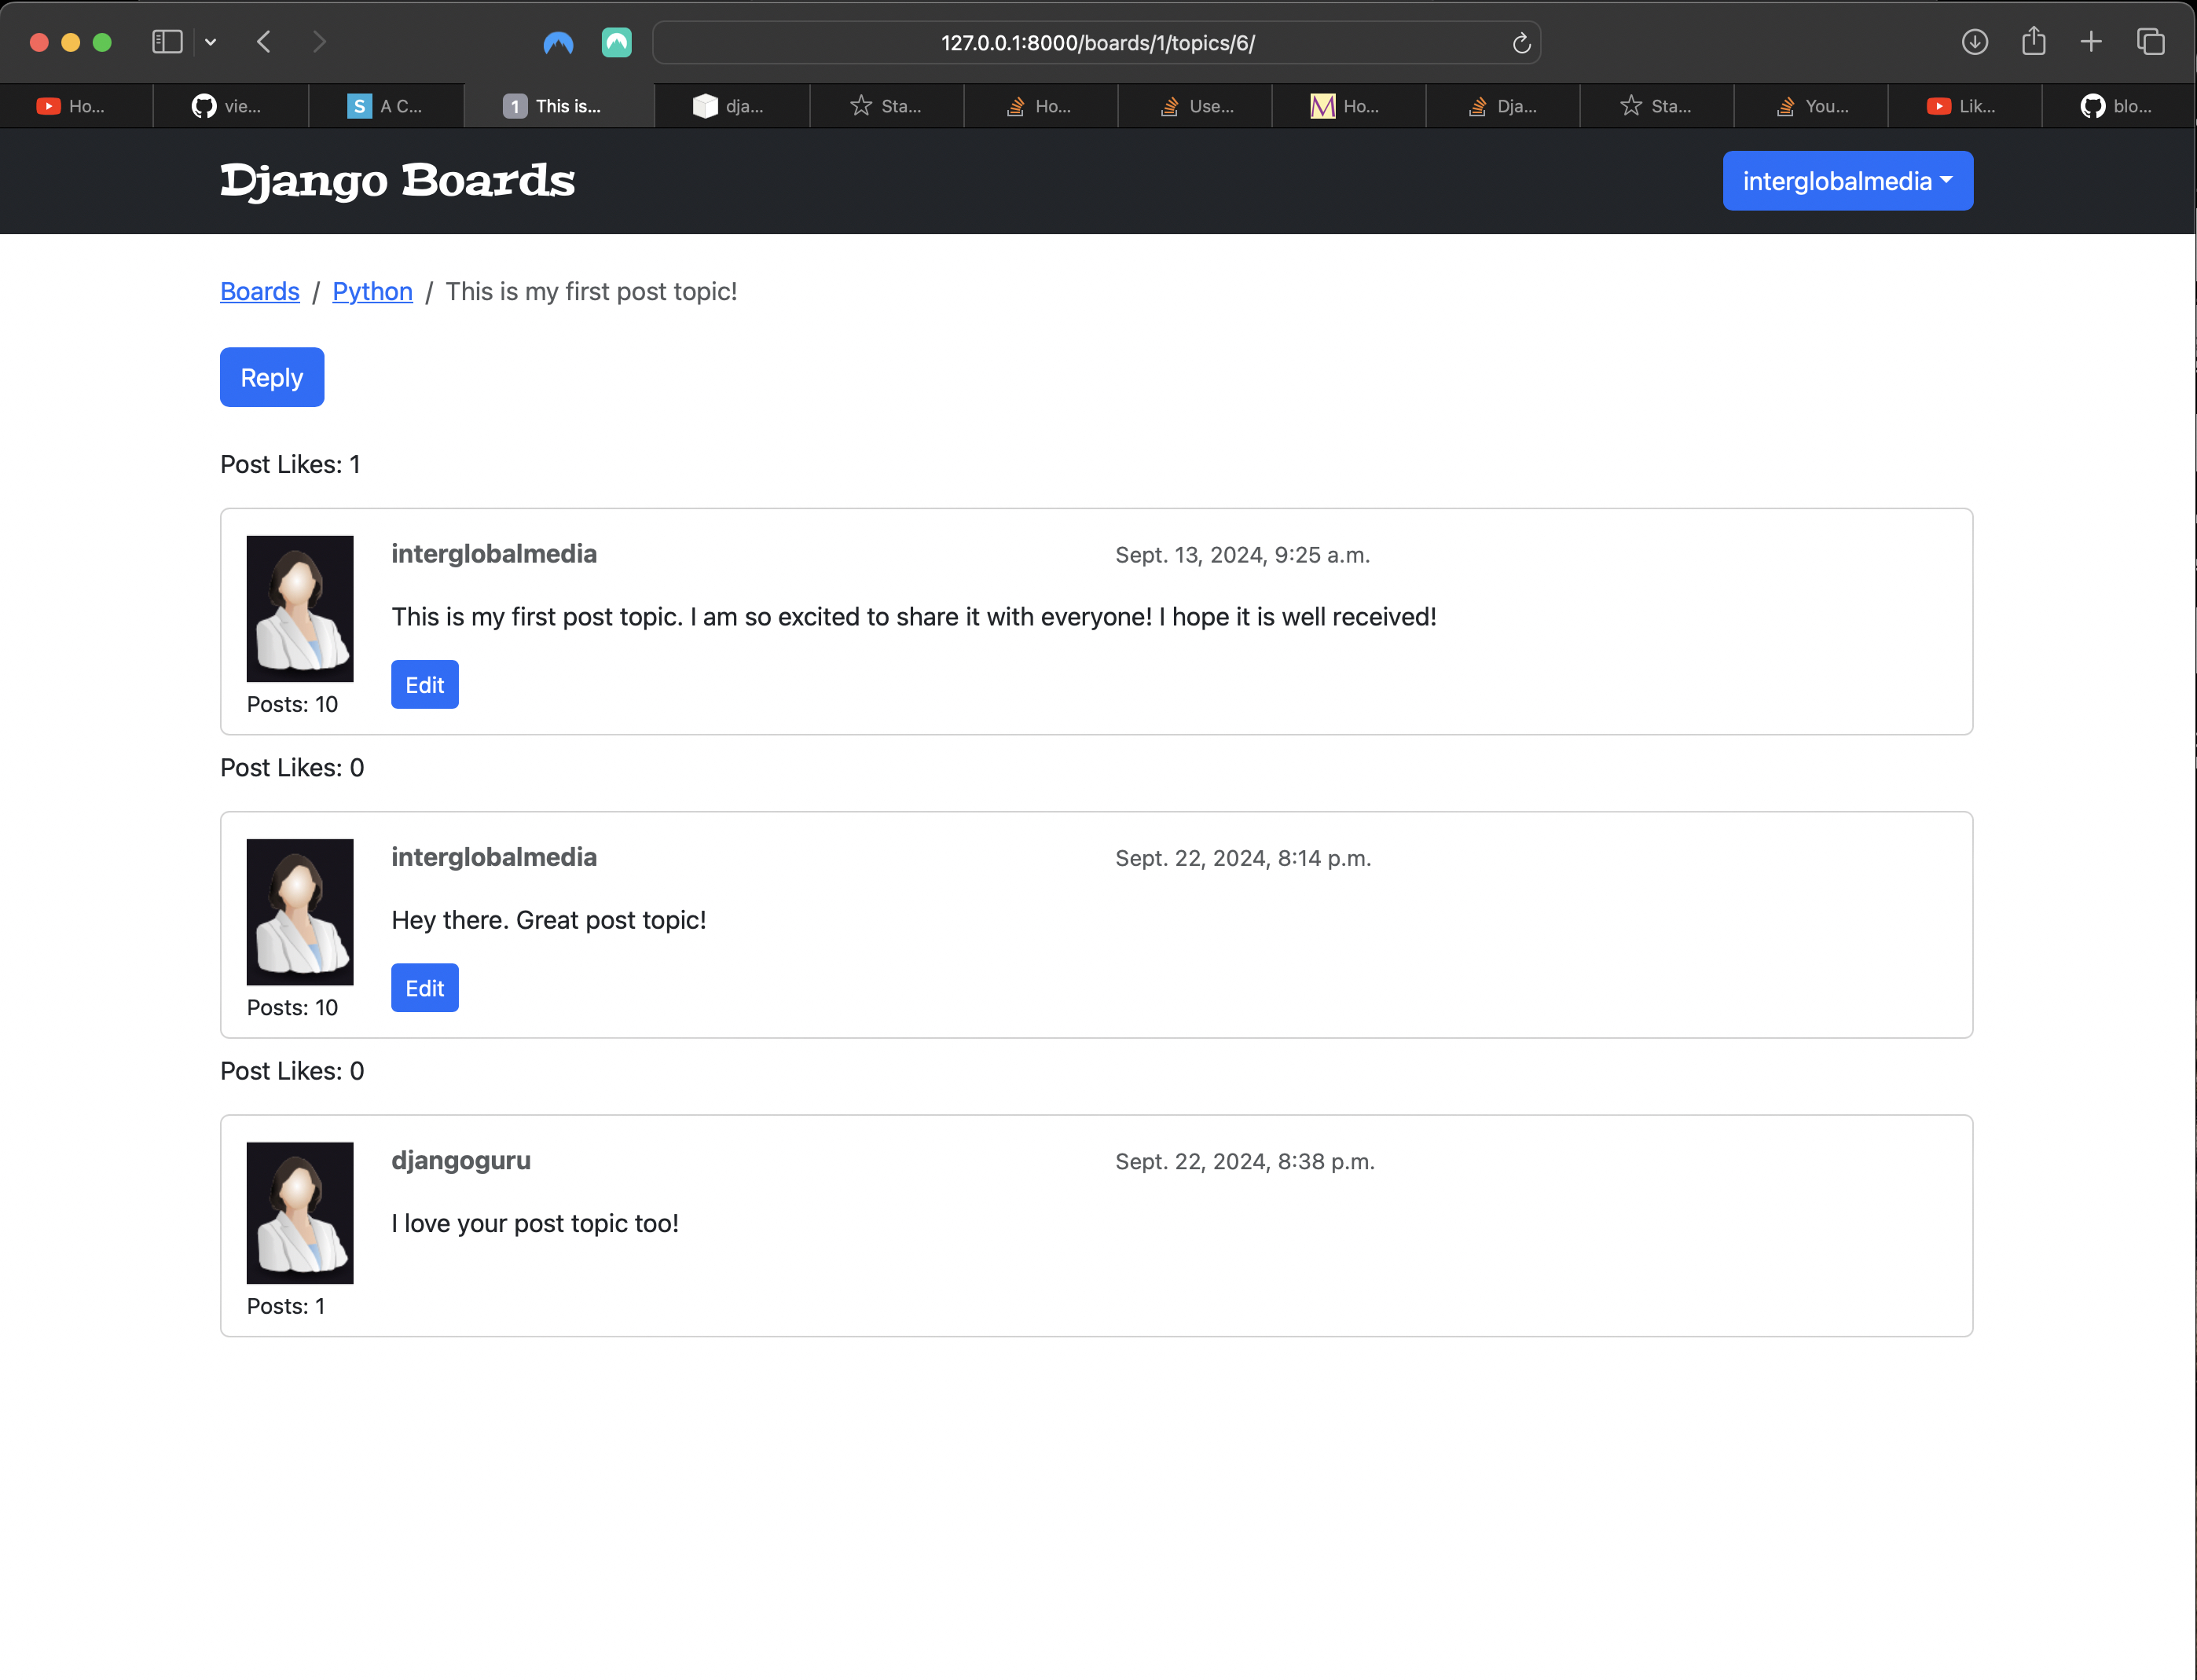 127.0.0.1:8000/boards/1/topics/6/
Ho...
vie...
S A C...
1 This is...
dja...
Sta...
Ho...
Use...
M Ho...
Dja...
Sta...
You...
Lik...
blo...
Django Boards
interglobalmedia
Boards / Python / This is my first post topic!
Reply
Post Likes: 1
interglobalmedia Sept. 13, 2024, 9:25 a.m.
This is my first post topic. I am so excited to share it with everyone! I hope it is well received!
Edit
Posts: 10
Post Likes: 0
interglobalmedia Sept. 22, 2024, 8:14 p.m.
Hey there. Great post topic!
Edit
Posts: 10
Post Likes: 0
djangoguru Sept. 22, 2024, 8:38 p.m.
I love your post topic too!
Posts: 1